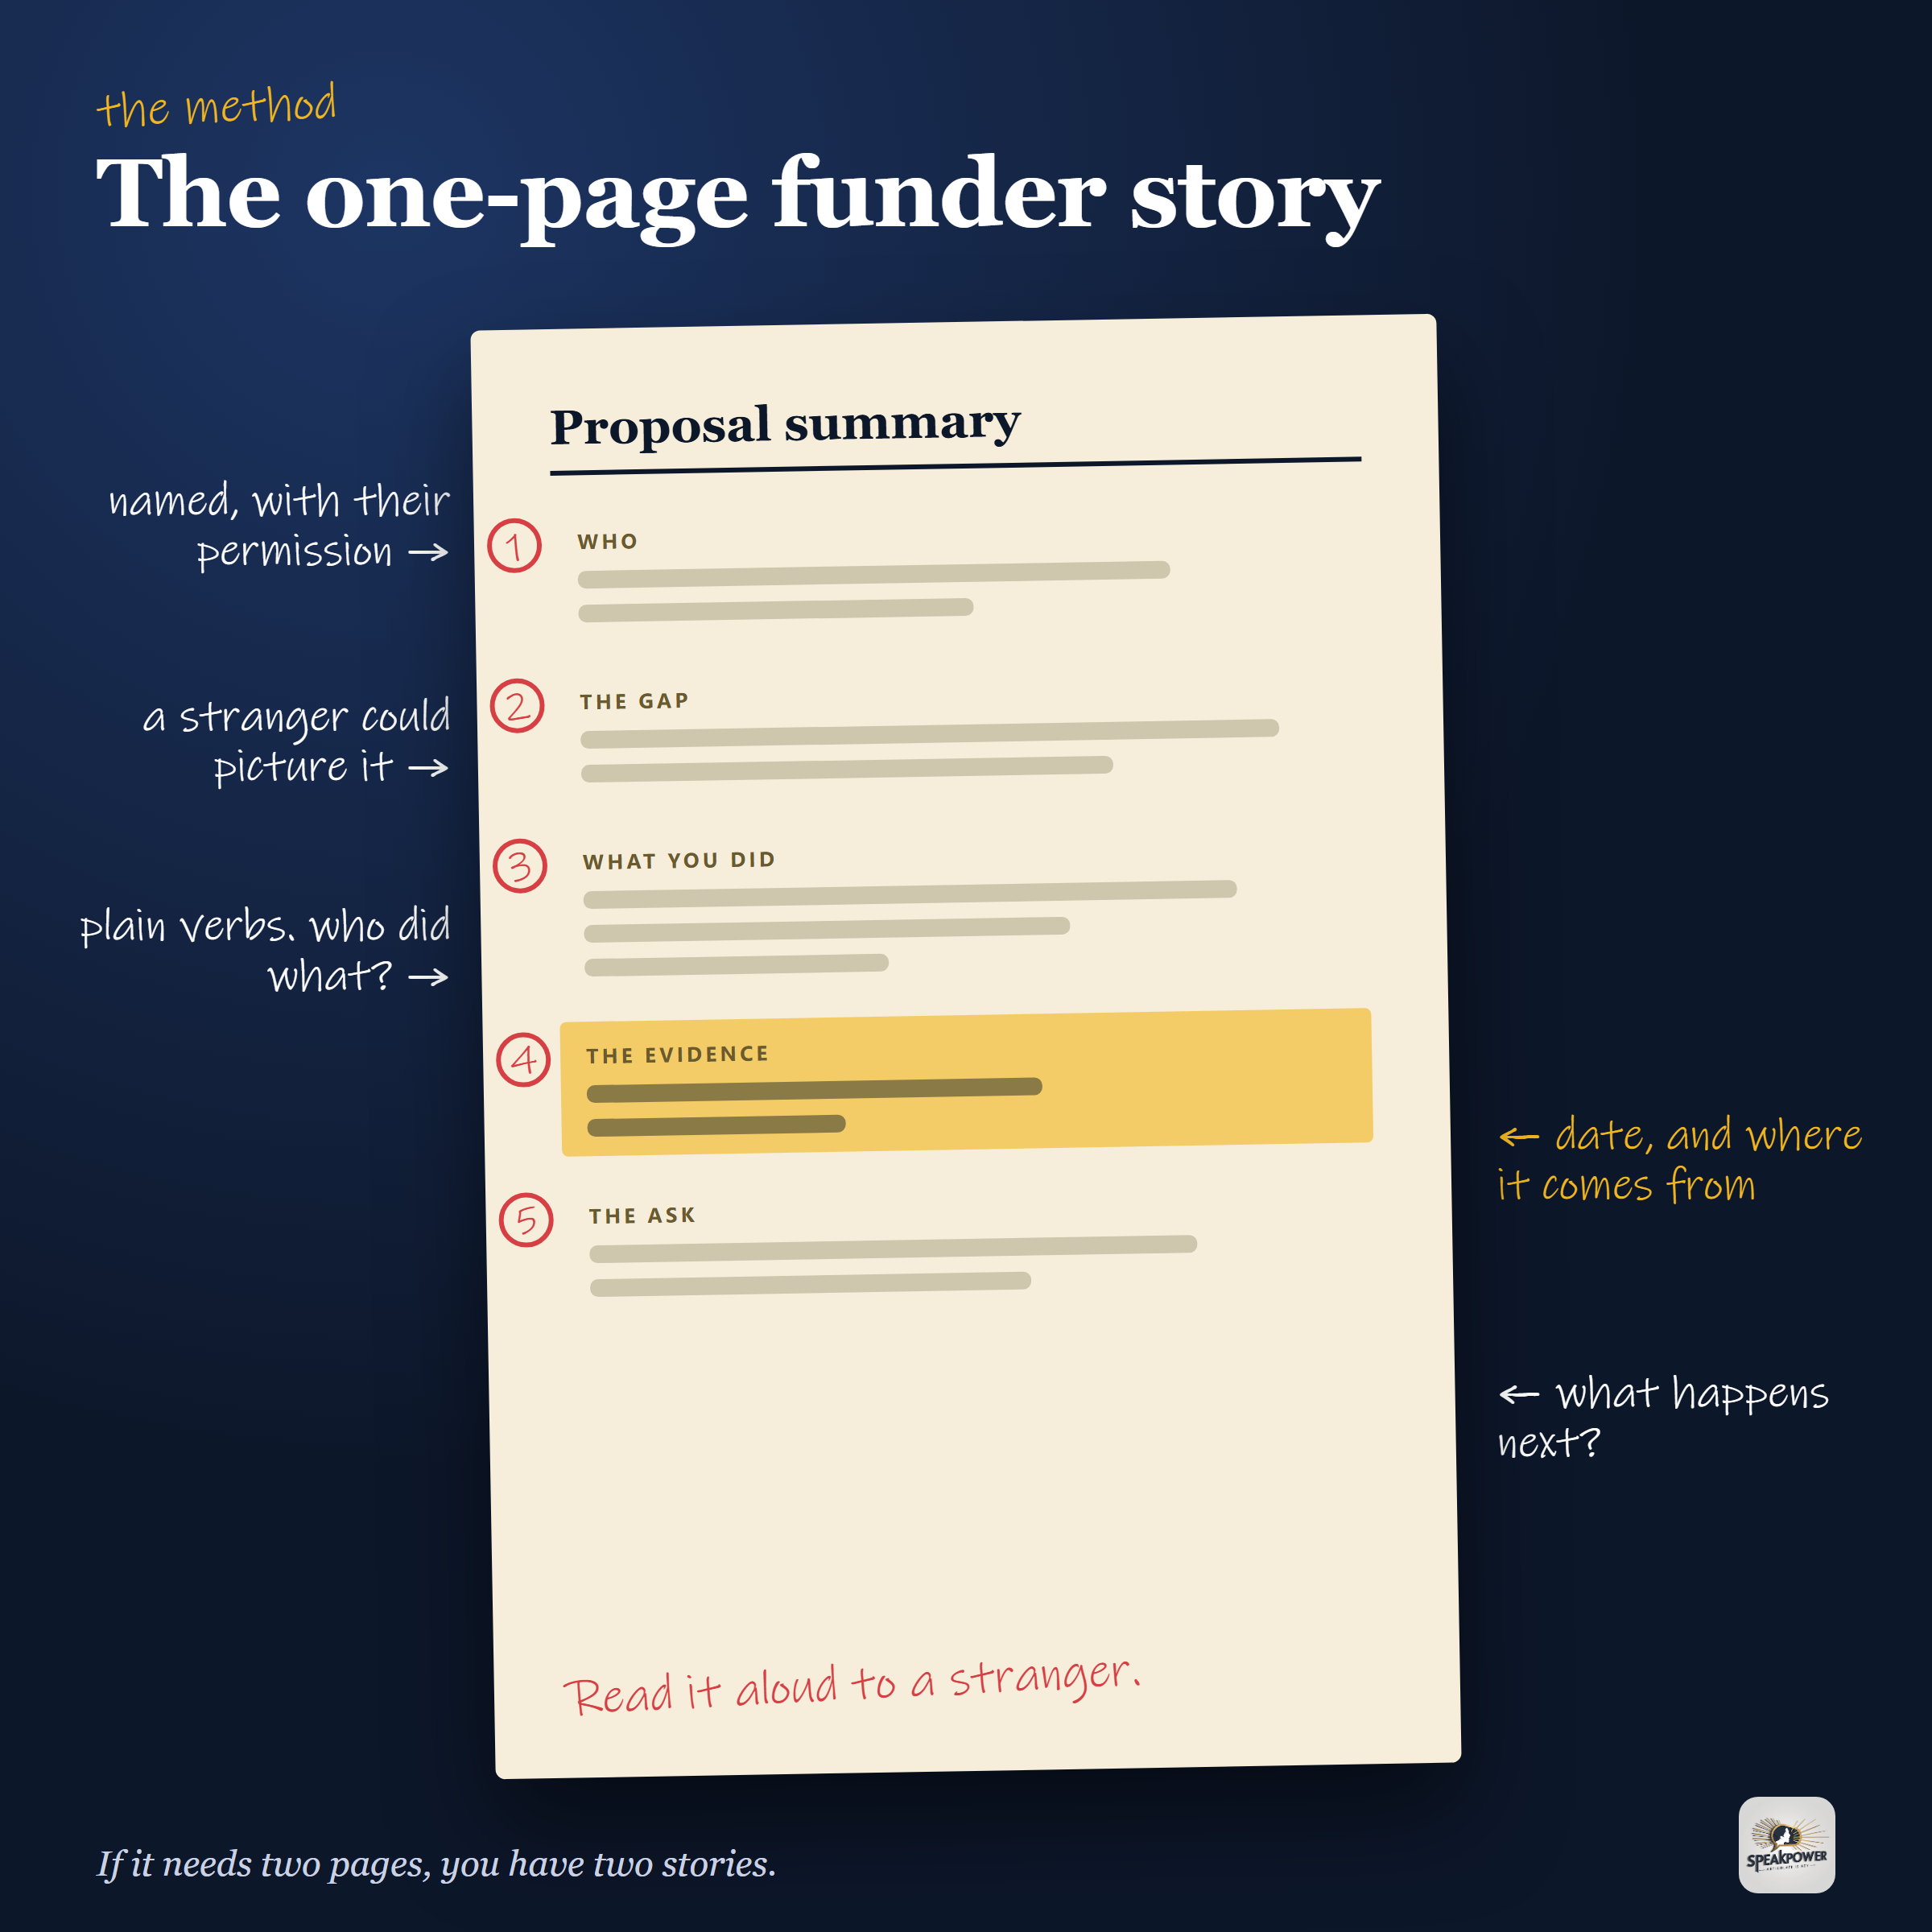 the method
The one-page funder story
Proposal summary
named, with their
permission →
1 WHO
a stranger could
picture it →
2 THE GAP
plain verbs. who did
what? →
3 WHAT YOU DID
4 THE EVIDENCE
← date, and where
it comes from
5 THE ASK
← what happens
next?
Read it aloud to a stranger.
If it needs two pages, you have two stories.
SPEAKPOWER